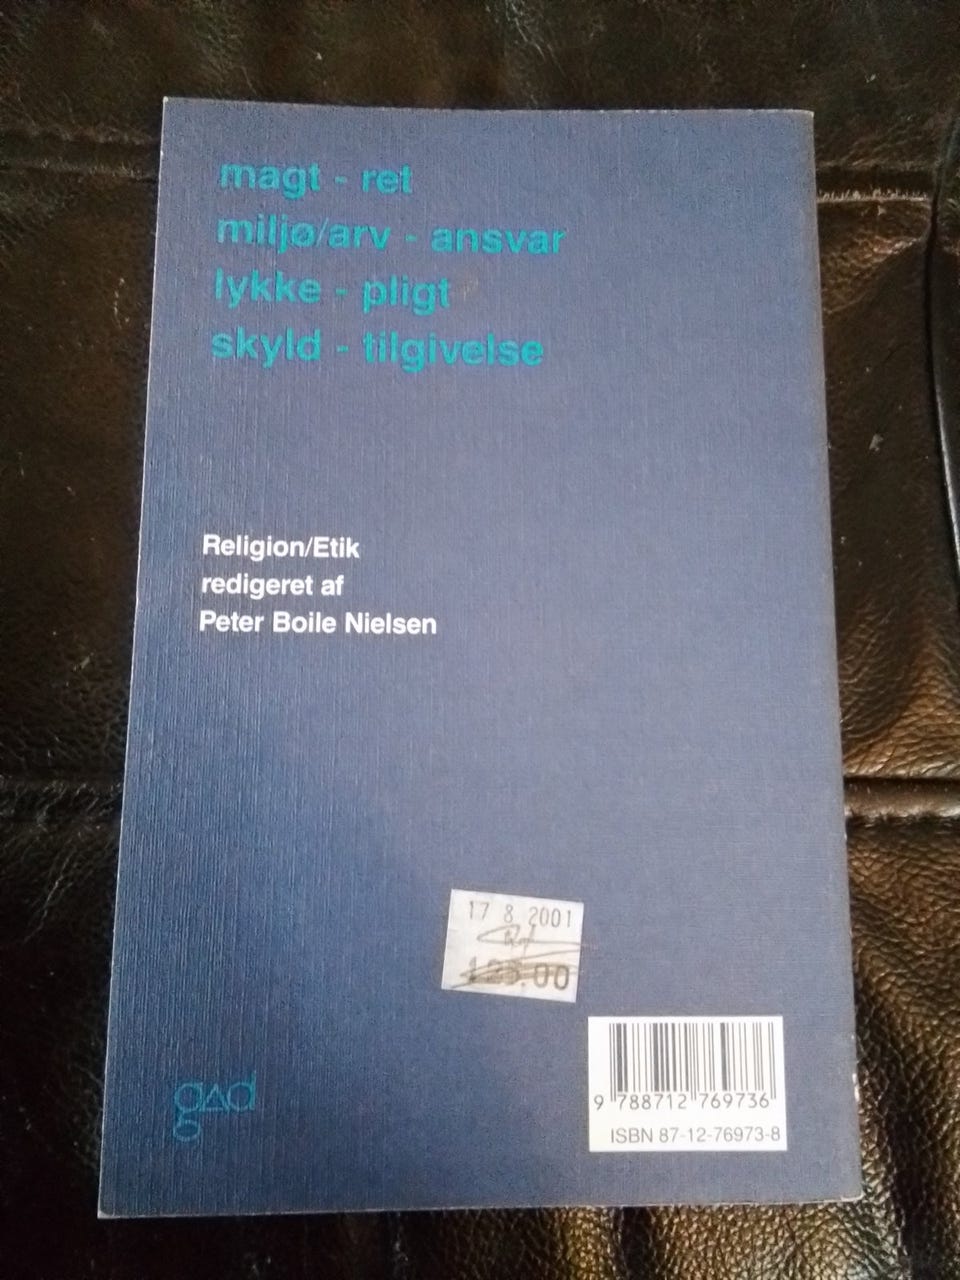 magt - ret
miljø/arv - ansvar
lykke - pligt
skyld - tilgivelse
Religion/Etik
redigeret af
Peter Boile Nielsen
17 8 2001
gad
9 788712 769736
ISBN 87-12-76973-8